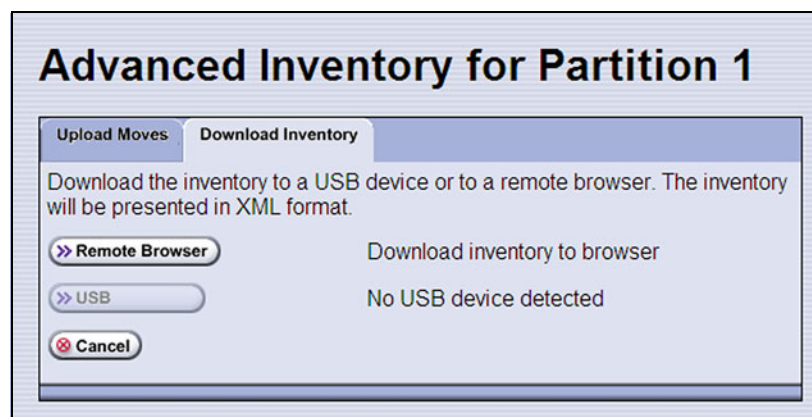 Advanced Inventory for Partition 1
Upload Moves
Download Inventory
Download the inventory to a USB device or to a remote browser. The inventory
will be presented in XML format.
Remote Browser
Download inventory to browser
USB
No USB device detected
Cancel